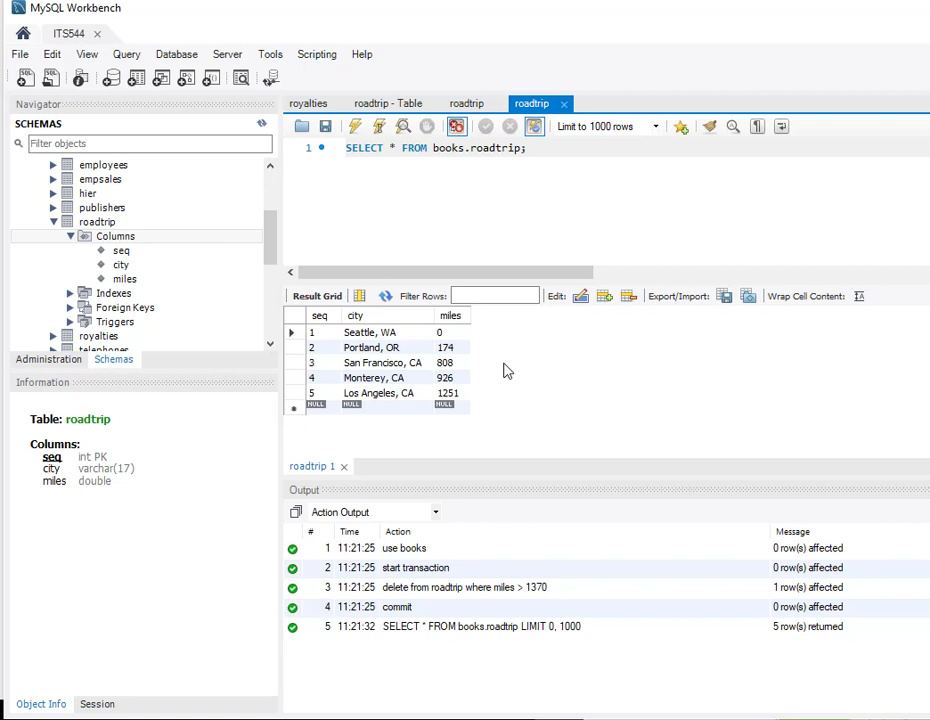 MySQL Workbench
ITS544
File Edit View Query Database Server Tools Scripting Help
Navigator
SCHEMAS
Filter objects
employees
empsales
hier
publishers
roadtrip
Columns
seq
city
miles
Indexes
Foreign Keys
Triggers
royalties
telephones
Administration Schemas
Information
Table: roadtrip
Columns:
seq int PK
city varchar(17)
miles double
Object Info Session
royalties roadtrip - Table roadtrip roadtrip
Limit to 1000 rows
1 SELECT * FROM books.roadtrip;
Result Grid Filter Rows: Edit: Export/Import: Wrap Cell Content:
seq city miles
1 Seattle, WA 0
2 Portland, OR 174
3 San Francisco, CA 808
4 Monterey, CA 926
5 Los Angeles, CA 1251
NULL NULL NULL
roadtrip 1
Output
Action Output
# Time Action Message
1 11:21:25 use books 0 row(s) affected
2 11:21:25 start transaction 0 row(s) affected
3 11:21:25 delete from roadtrip where miles > 1370 1 row(s) affected
4 11:21:25 commit 0 row(s) affected
5 11:21:32 SELECT * FROM books.roadtrip LIMIT 0, 1000 5 row(s) returned